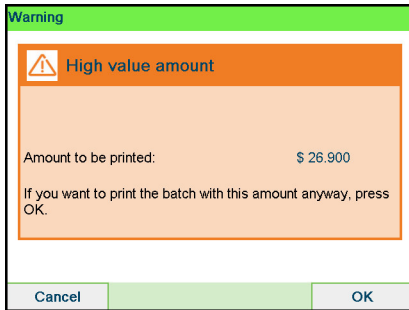 Warning
High value amount
Amount to be printed: $ 26.900
If you want to print the batch with this amount anyway, press
OK.
Cancel OK